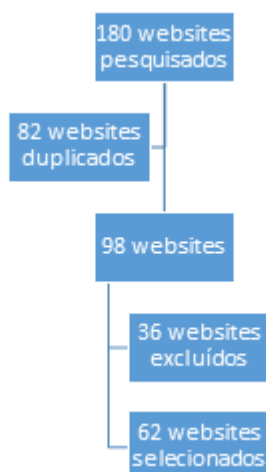 180 websites
pesquisados
82 websites
duplicados
98 websites
36 websites
excluídos
62 websites
selecionados